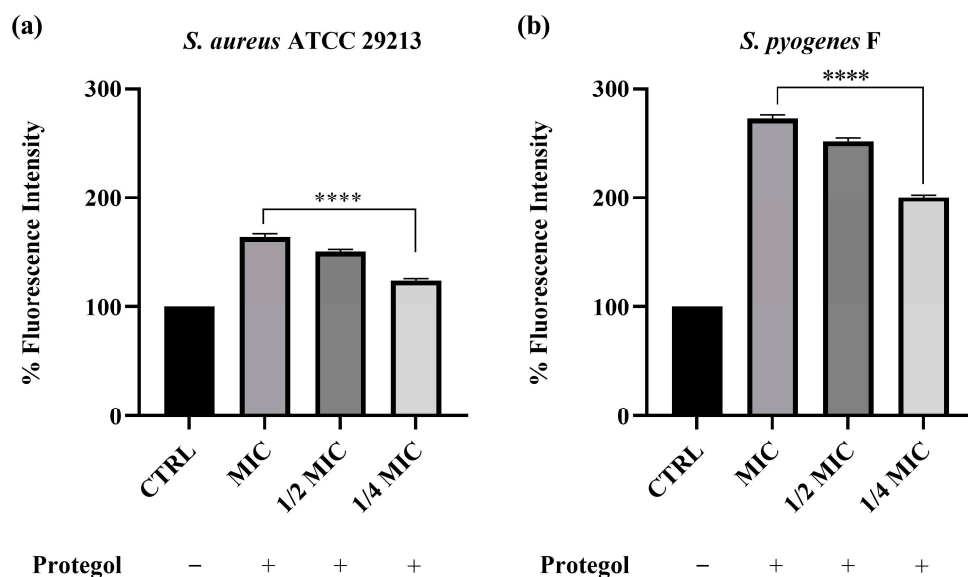 (a)
S. aureus ATCC 29213
% Fluorescence Intensity
300
200
100
0
****
CTRL
MIC
1/2 MIC
1/4 MIC
Protegol − + + +
(b)
S. pyogenes F
% Fluorescence Intensity
300
200
100
0
****
CTRL
MIC
1/2 MIC
1/4 MIC
Protegol − + + +